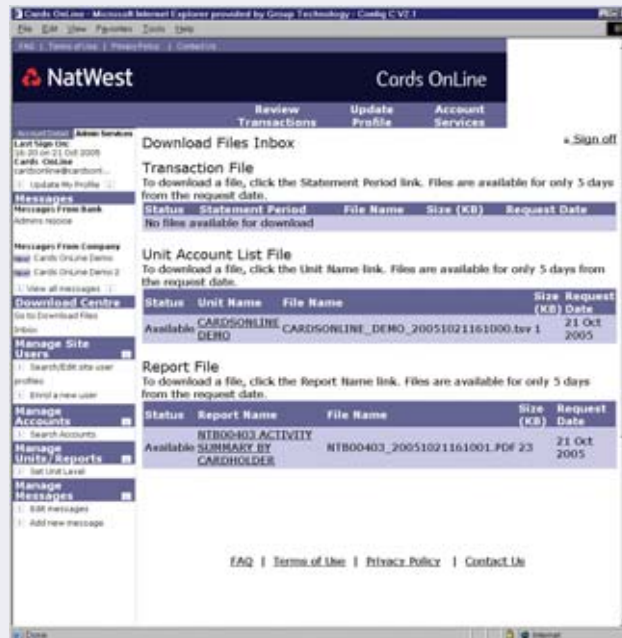 Cards OnLine - Microsoft Internet Explorer provided by Group Technology : Config C V2.1
File Edit View Favorites Tools Help
FAQ | Terms of Use | Privacy Policy | Contact Us
NatWest
Cards OnLine
Review Transactions
Update Profile
Account Services
Account Detail Admin Services
Last Sign On:
16:20 on 21 Oct 2005
Cards OnLine
cardsonline@cardsonl...
Update My Profile
Messages
Messages From Bank
Admins rejoice
Messages From Company
Cards OnLine Demo
Cards OnLine Demo 2
View all messages
Download Centre
Go to Download Files
Inbox
Manage Site
Users
Search/Edit site user
profiles
Enrol a new user
Manage
Accounts
Search Accounts
Manage
Units/Reports
Set Unit Level
Manage
Messages
Edit messages
Add new message
Download Files Inbox
Sign off
Transaction File
To download a file, click the Statement Period link. Files are available for only 5 days
from the request date.
Status Statement Period File Name Size (KB) Request Date
No files available for download
Unit Account List File
To download a file, click the Unit Name link. Files are available for only 5 days from
the request date.
Status Unit Name File Name Size (KB) Request Date
Available CARDSONLINE DEMO CARDSONLINE_DEMO_20051021161000.tsv 1 21 Oct 2005
Report File
To download a file, click the Report Name link. Files are available for only 5 days
from the request date.
Status Report Name File Name Size (KB) Request Date
Available NTB00403 ACTIVITY SUMMARY BY CARDHOLDER NTB00403_20051021161001.PDF 23 21 Oct 2005
FAQ | Terms of Use | Privacy Policy | Contact Us
Done
Internet